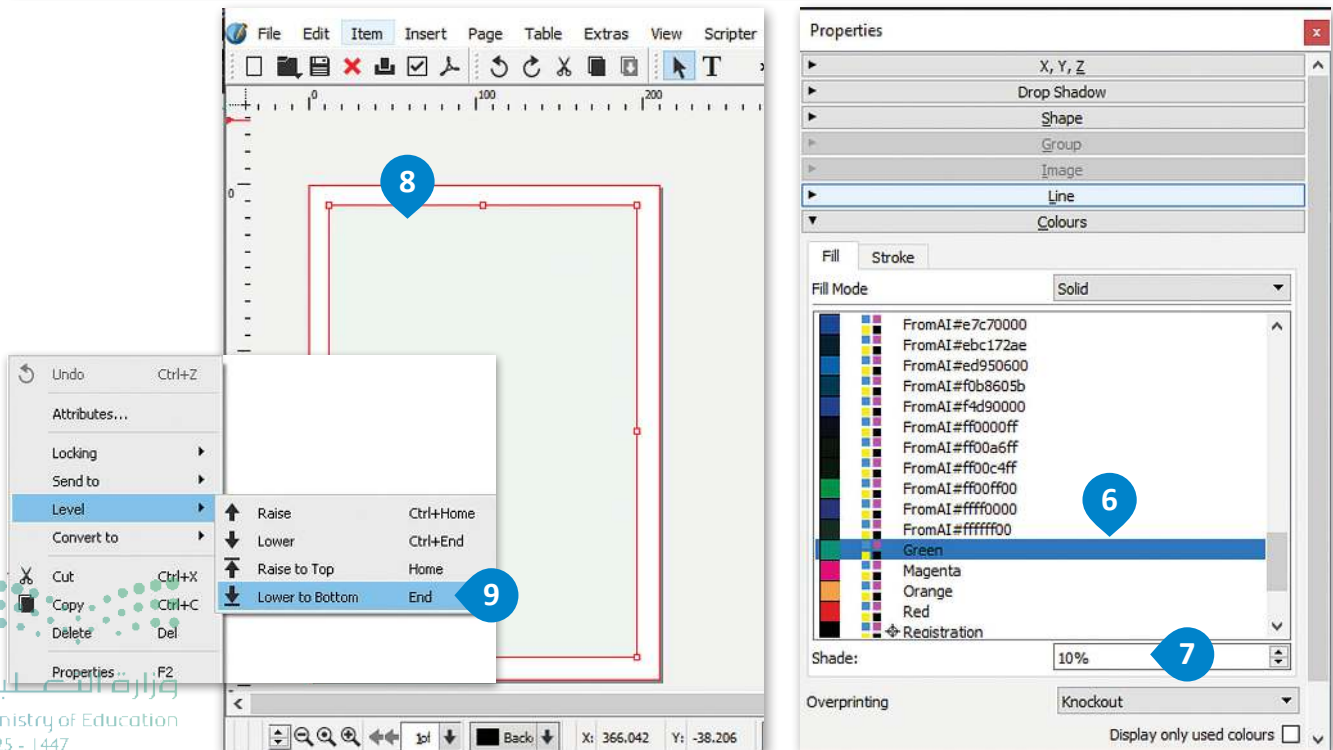 File Edit Item Insert Page Table Extras View Scripter
0 100 200
0
8
Undo Ctrl+Z
Attributes...
Locking
Send to
Level
Convert to
Cut Ctrl+X
Copy Ctrl+C
Delete Del
Properties F2
Raise Ctrl+Home
Lower Ctrl+End
Raise to Top Home
Lower to Bottom End
9
X: 366.042 Y: -38.206
Properties
X, Y, Z
Drop Shadow
Shape
Group
Image
Line
Colours
Fill Stroke
Fill Mode Solid
FromAI#e7c70000
FromAI#ebc172ae
FromAI#ed950600
FromAI#f0b8605b
FromAI#f4d90000
FromAI#ff0000ff
FromAI#ff00a6ff
FromAI#ff00c4ff
FromAI#ff00ff00
FromAI#ffff0000
FromAI#ffffff00
Green
Magenta
Orange
Red
Registration
6
Shade: 10%
7
Overprinting Knockout
Display only used colours
وزارة التعليم
nistry of Education
25 - 1447